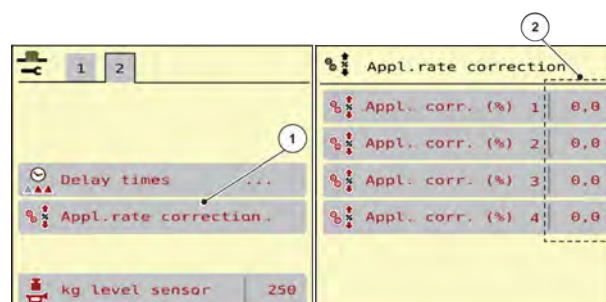 2
1 2
Appl.rate correction
Appl. corr. (%) 1 0,0
1
Appl. corr. (%) 2 0,0
Delay times ...
Appl. corr. (%) 3 0,0
Appl.rate correction.
Appl. corr. (%) 4 0,0
kg level sensor 250